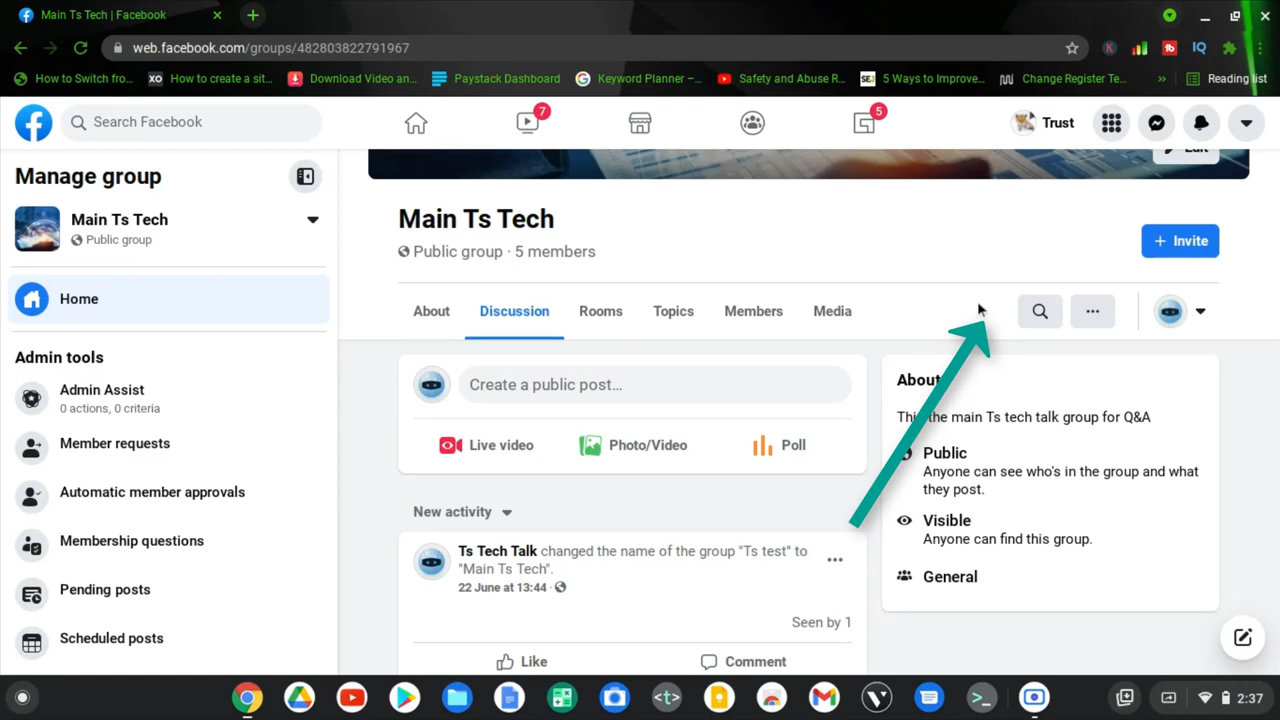 Main Ts Tech | Facebook
web.facebook.com/groups/482803822791967
How to Switch fro...
XO How to create a sit...
Download Video an...
Paystack Dashboard
Keyword Planner –...
Safety and Abuse R...
SEJ 5 Ways to Improve...
Change Register Te...
»
Reading list
Search Facebook
7
5
Trust
Manage group
Main Ts Tech
Public group
Home
Admin tools
Admin Assist
0 actions, 0 criteria
Member requests
Automatic member approvals
Membership questions
Pending posts
Scheduled posts
Edit
Main Ts Tech
Public group · 5 members
+ Invite
About
Discussion
Rooms
Topics
Members
Media
Create a public post...
Live video
Photo/Video
Poll
New activity
Ts Tech Talk changed the name of the group "Ts test" to
"Main Ts Tech".
22 June at 13:44 ·
Seen by 1
Like
Comment
About
the main Ts tech talk group for Q&A
Public
Anyone can see who's in the group and what
they post.
Visible
Anyone can find this group.
General
2:37